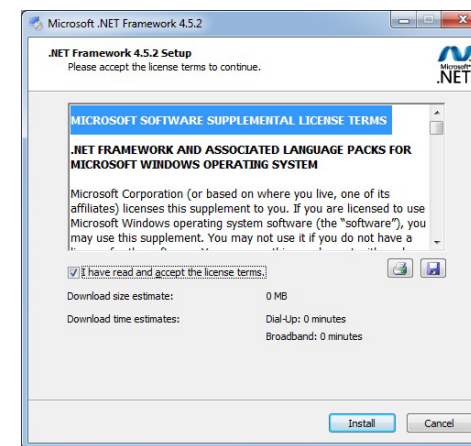 Microsoft .NET Framework 4.5.2
.NET Framework 4.5.2 Setup
Please accept the license terms to continue.
Microsoft
.NET
MICROSOFT SOFTWARE SUPPLEMENTAL LICENSE TERMS
.NET FRAMEWORK AND ASSOCIATED LANGUAGE PACKS FOR
MICROSOFT WINDOWS OPERATING SYSTEM
Microsoft Corporation (or based on where you live, one of its
affiliates) licenses this supplement to you. If you are licensed to use
Microsoft Windows operating system software (the “software”), you
may use this supplement. You may not use it if you do not have a
I have read and accept the license terms.
Download size estimate: 0 MB
Download time estimates: Dial-Up: 0 minutes
Broadband: 0 minutes
Install Cancel